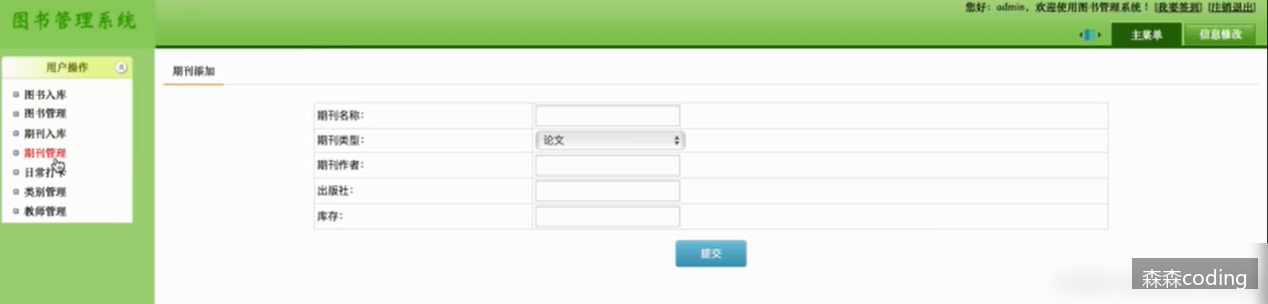 图书管理系统
您好：admin，欢迎使用图书管理系统！ [我要签到] [注销退出]
主菜单
信息修改
用户操作
图书入库
图书管理
期刊入库
期刊管理
日常打卡
类别管理
教师管理
期刊添加
期刊名称：
期刊类型：
论文
期刊作者：
出版社：
库存：
提交
森森coding